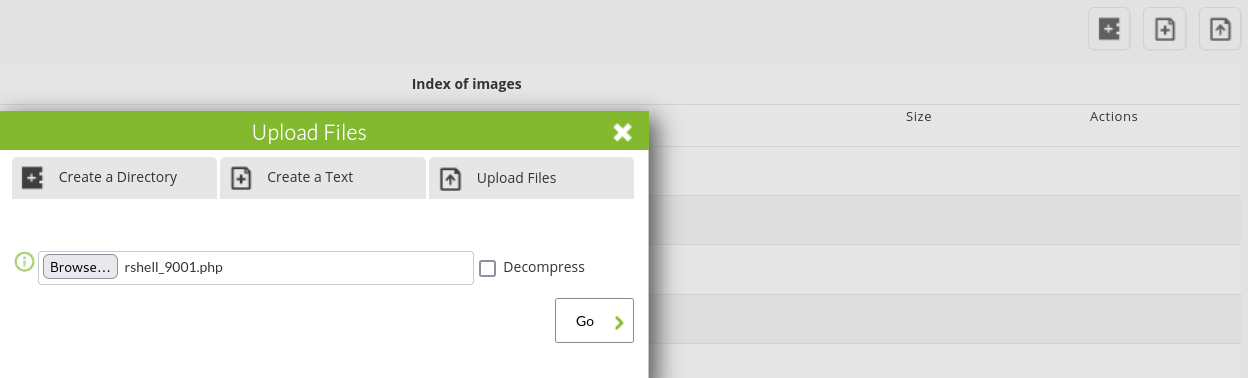 Index of images
Size
Actions
Upload Files
Create a Directory
Create a Text
Upload Files
Browse...
rshell_9001.php
Decompress
Go